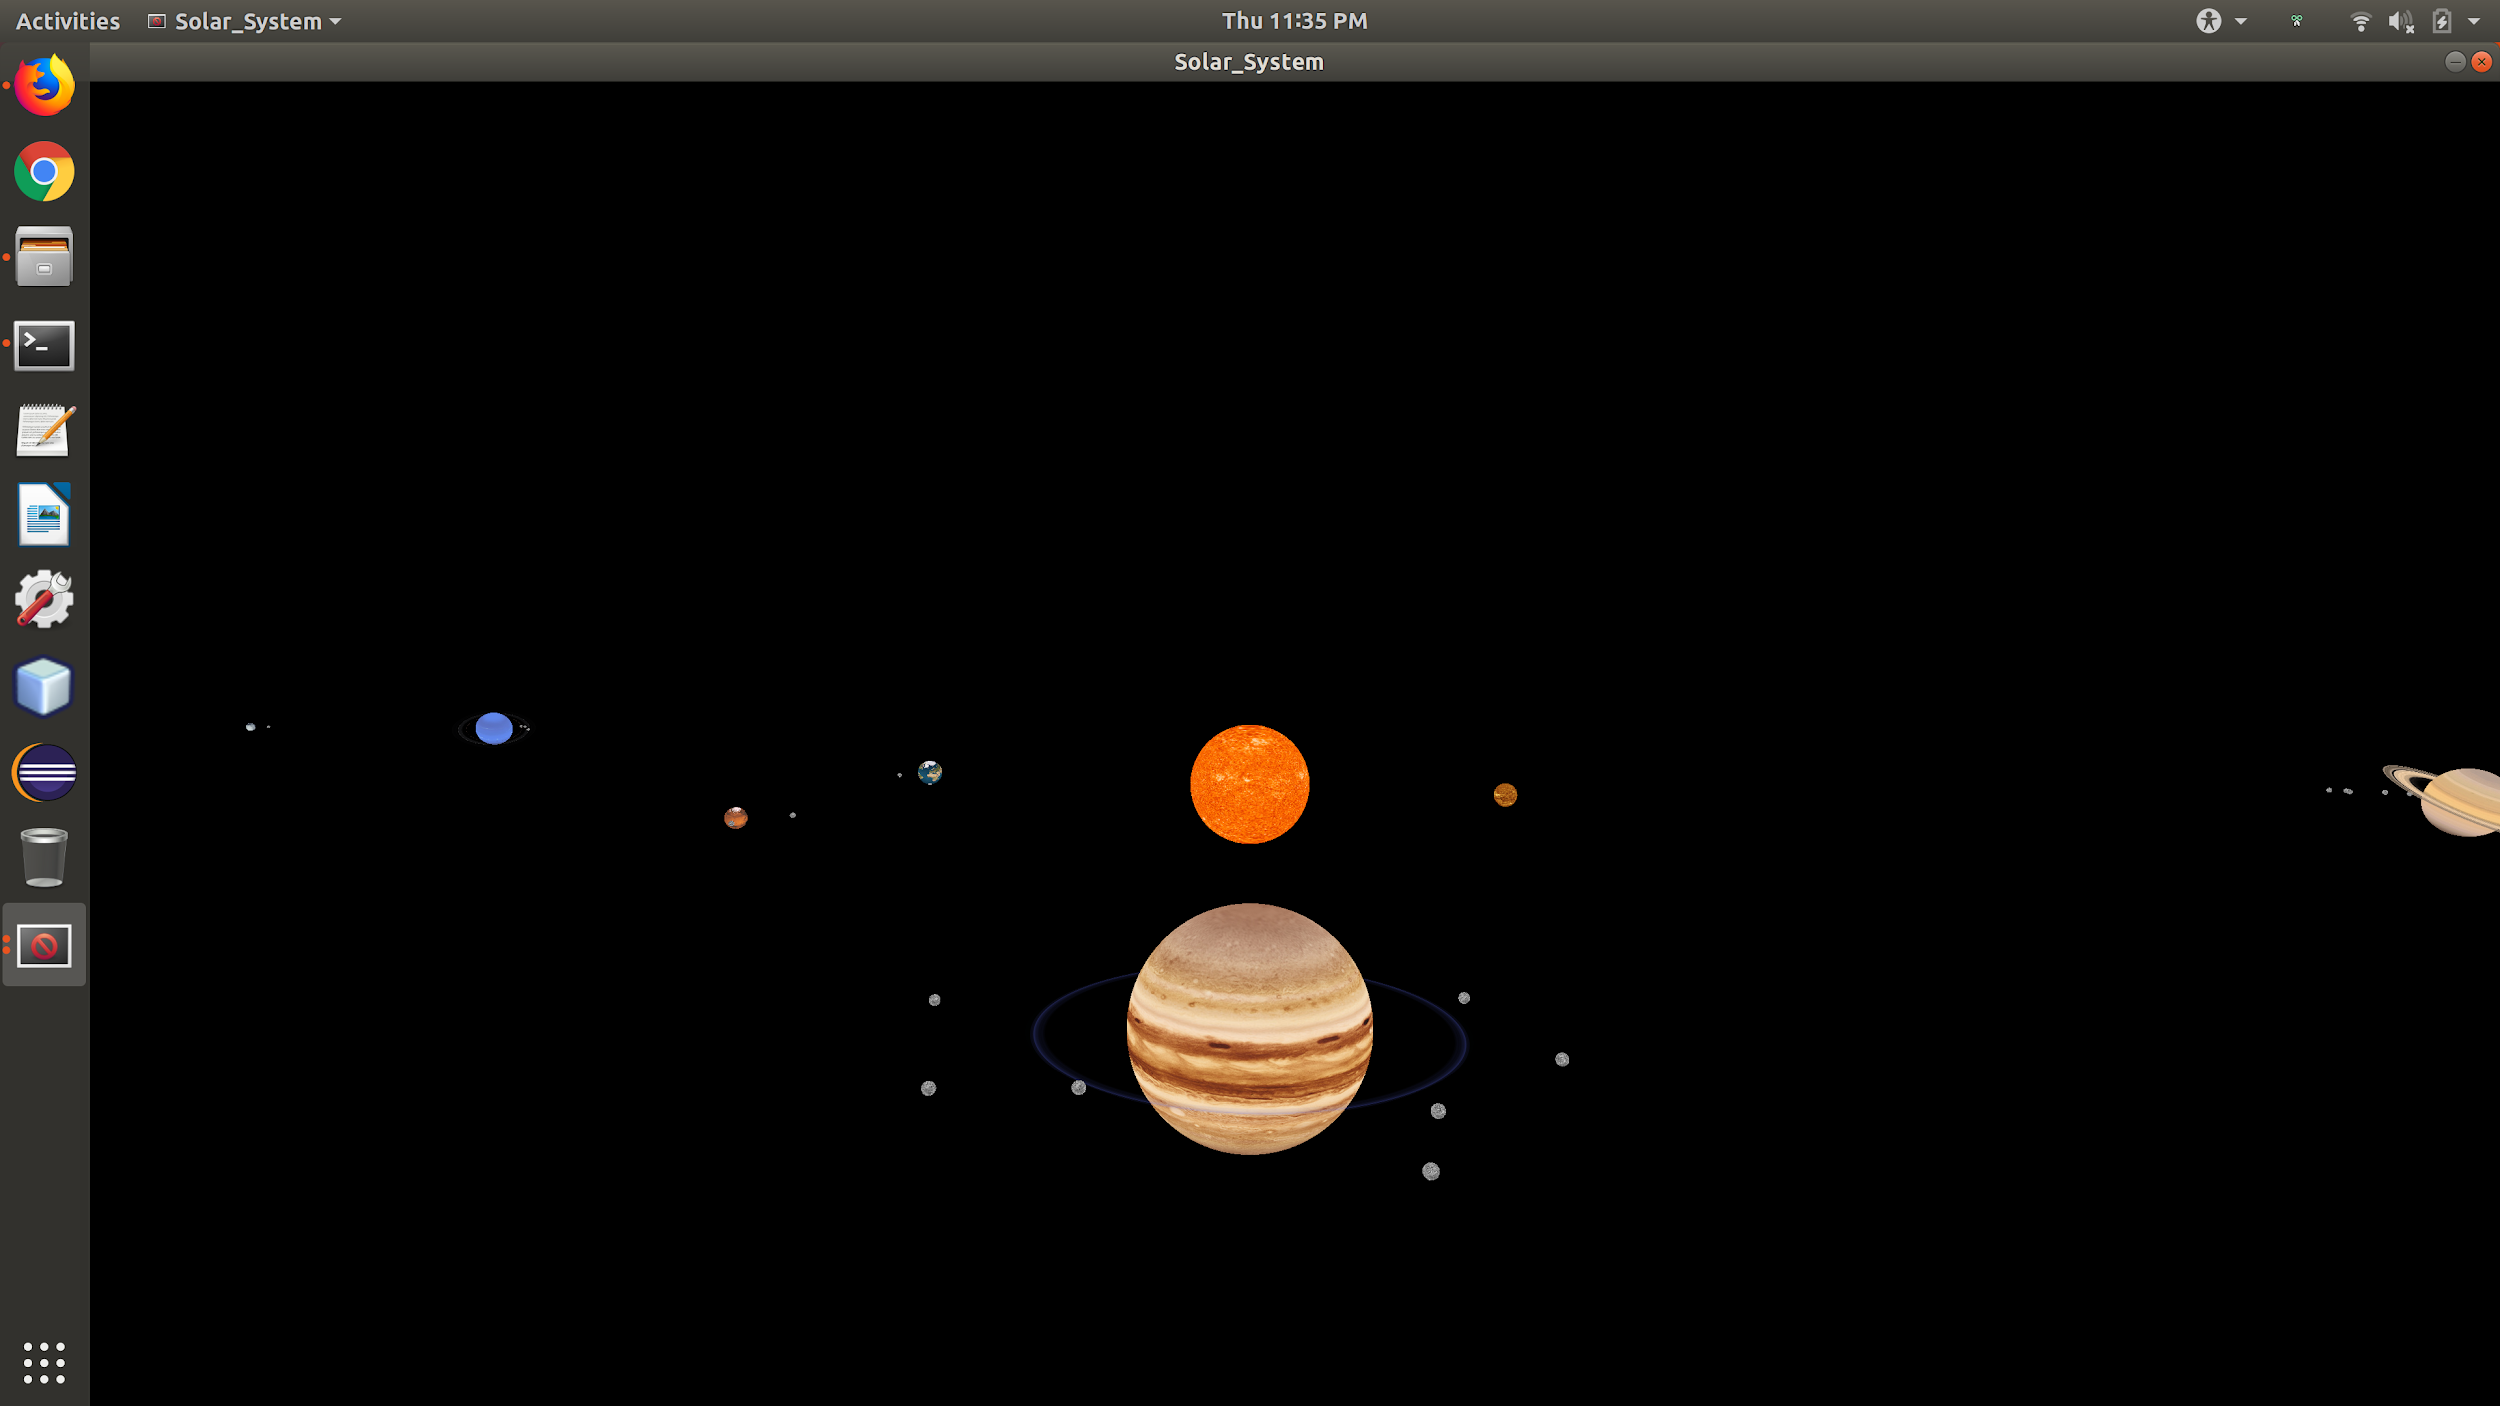 Activities
Solar_System
Thu 11:35 PM
Solar_System